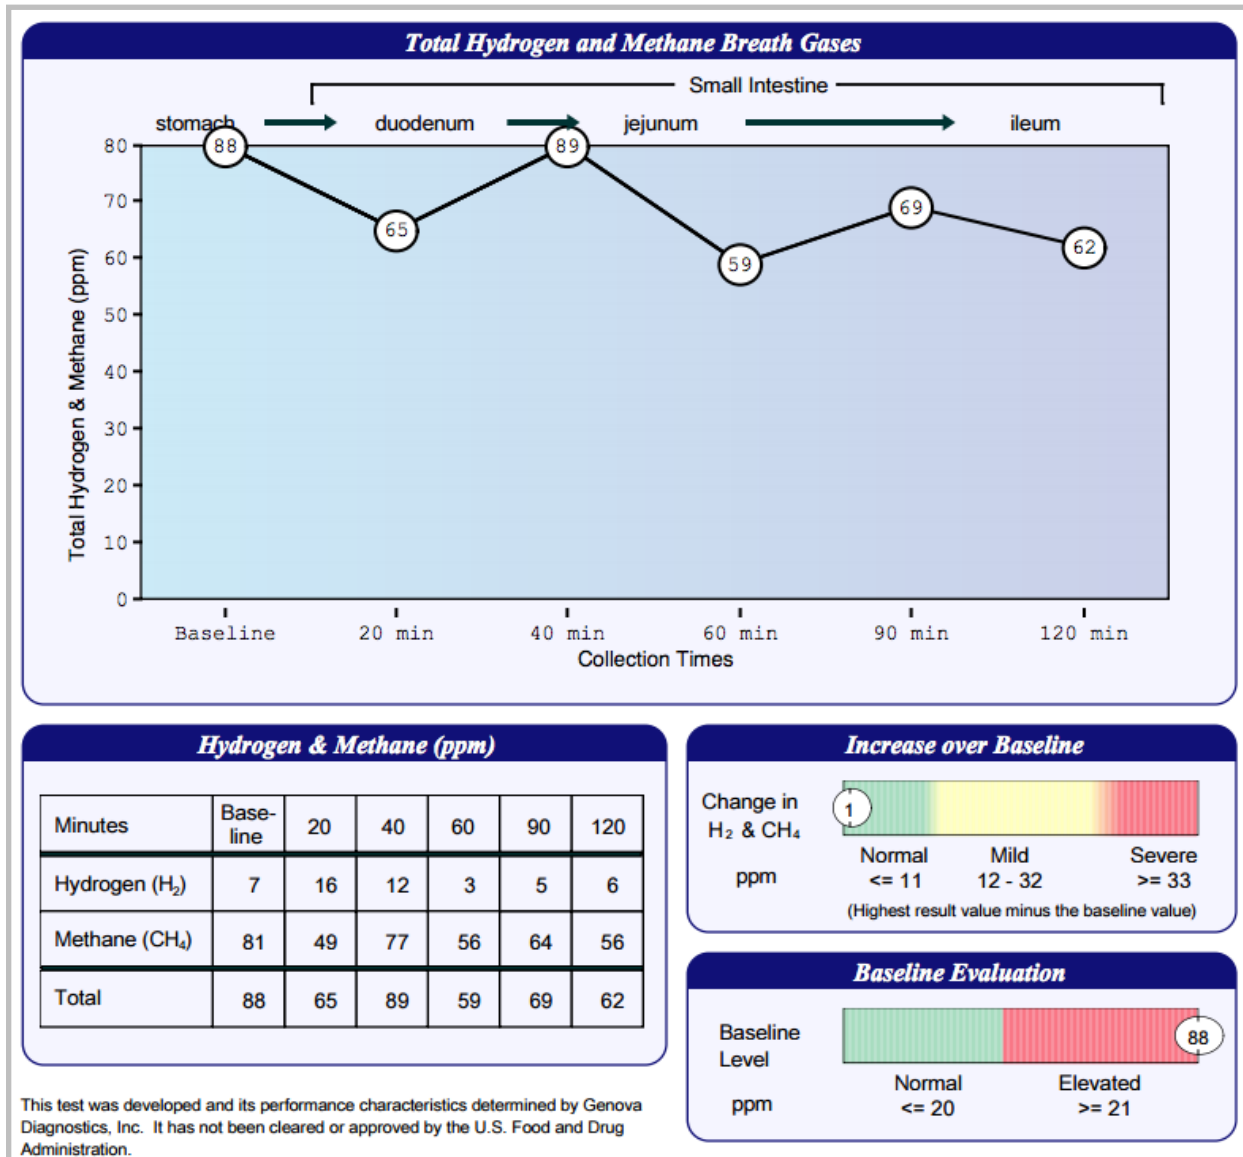 Total Hydrogen and Methane Breath Gases
Small Intestine
stomach duodenum jejunum ileum
80
70
60
50
40
30
20
10
0
Total Hydrogen & Methane (ppm)
88
65
89
59
69
62
Baseline 20 min 40 min 60 min 90 min 120 min
Collection Times
Hydrogen & Methane (ppm)
Minutes Base-line 20 40 60 90 120
Hydrogen (H₂) 7 16 12 3 5 6
Methane (CH₄) 81 49 77 56 64 56
Total 88 65 89 59 69 62
This test was developed and its performance characteristics determined by Genova
Diagnostics, Inc. It has not been cleared or approved by the U.S. Food and Drug
Administration.
Increase over Baseline
Change in
H₂ & CH₄
ppm
1
Normal Mild Severe
<= 11 12 - 32 >= 33
(Highest result value minus the baseline value)
Baseline Evaluation
Baseline
Level
ppm
88
Normal Elevated
<= 20 >= 21